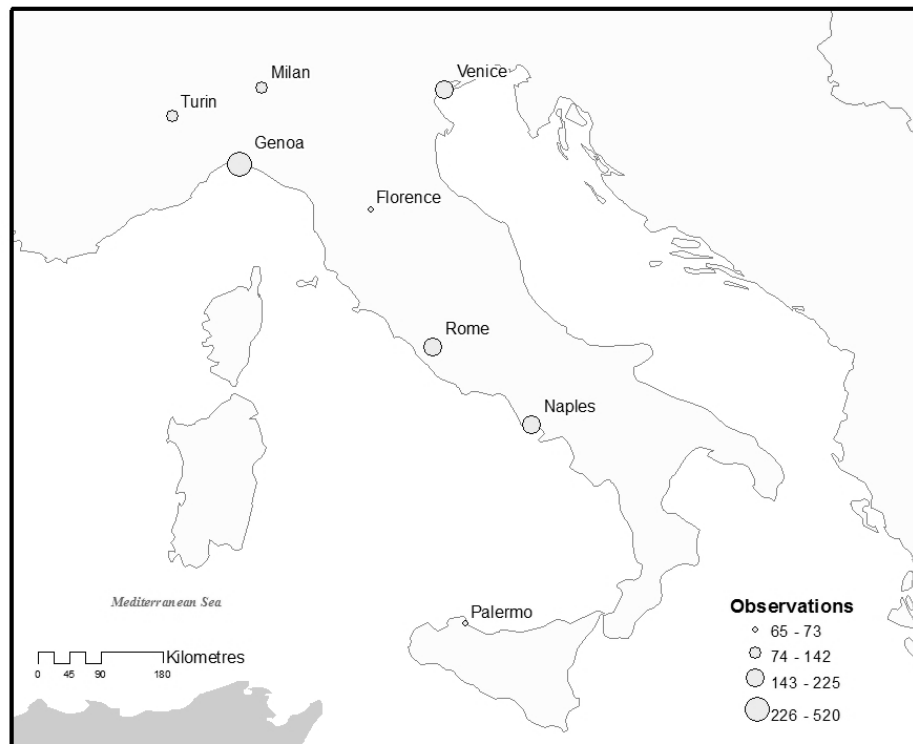 Milan
Venice
Turin
Genoa
Florence
Rome
Naples
Mediterranean Sea
Palermo
Kilometres
0 45 90 180
Observations
65 - 73
74 - 142
143 - 225
226 - 520